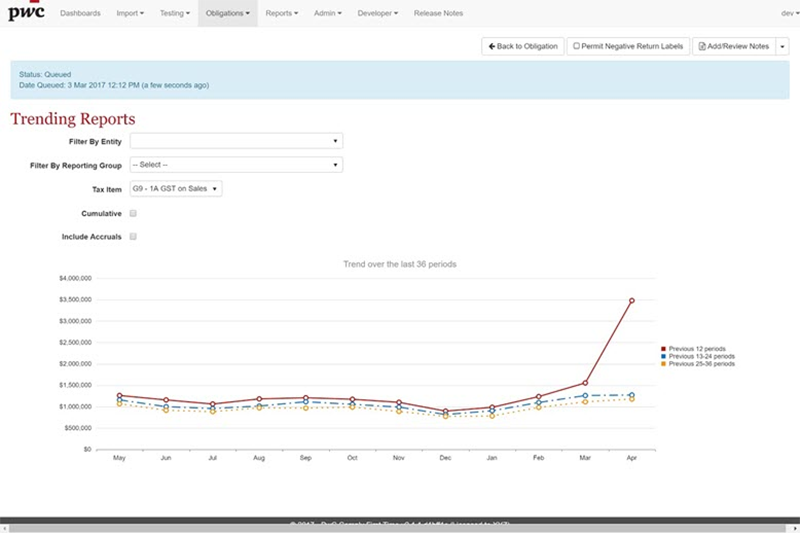 pwc Dashboards Import Testing Obligations Reports Admin Developer Release Notes dev
Back to Obligation Permit Negative Return Labels Add/Review Notes
Status: Queued
Date Queued: 3 Mar 2017 12:12 PM (a few seconds ago)
Trending Reports
Filter By Entity
Filter By Reporting Group -- Select --
Tax Item G9 - 1A GST on Sales
Cumulative
Include Accruals
Trend over the last 36 periods
$4,000,000
$3,500,000
$3,000,000
$2,500,000
$2,000,000
$1,500,000
$1,000,000
$500,000
$0
Previous 12 periods
Previous 13-24 periods
Previous 25-36 periods
May Jun Jul Aug Sep Oct Nov Dec Jan Feb Mar Apr